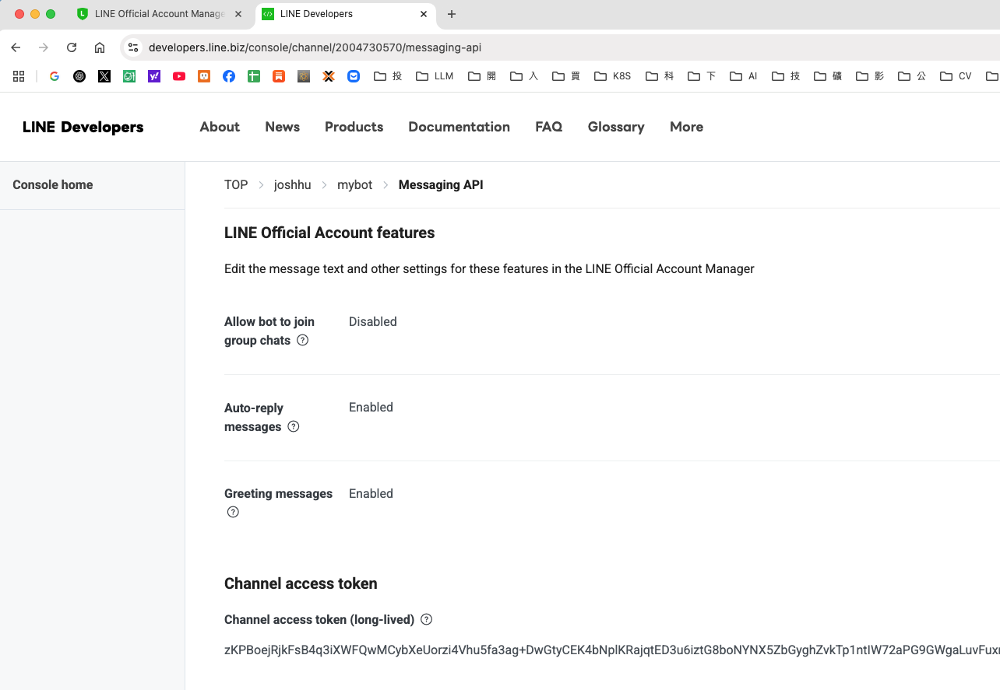 LINE Official Account Manage
LINE Developers
developers.line.biz/console/channel/2004730570/messaging-api
投 LLM 開 入 買 K8S 科 下 AI 技 礦 影 公 CV
LINE Developers About News Products Documentation FAQ Glossary More
Console home
TOP joshhu mybot Messaging API
LINE Official Account features
Edit the message text and other settings for these features in the LINE Official Account Manager
Allow bot to join Disabled
group chats
Auto-reply Enabled
messages
Greeting messages Enabled
Channel access token
Channel access token (long-lived)